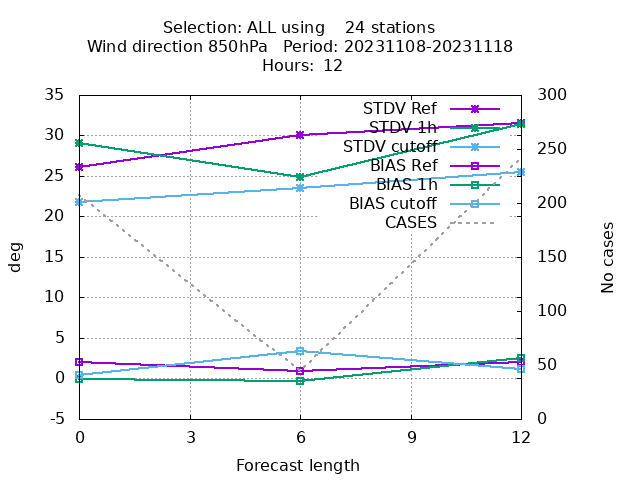 Selection: ALL using    24 stations
Wind direction 850hPa   Period: 20231108-20231118
Hours:  12
35
30
25
20
15
10
5
0
-5
deg
300
250
200
150
100
50
0
No cases
STDV Ref
STDV 1h
STDV cutoff
BIAS Ref
BIAS 1h
BIAS cutoff
CASES
0 3 6 9 12
Forecast length